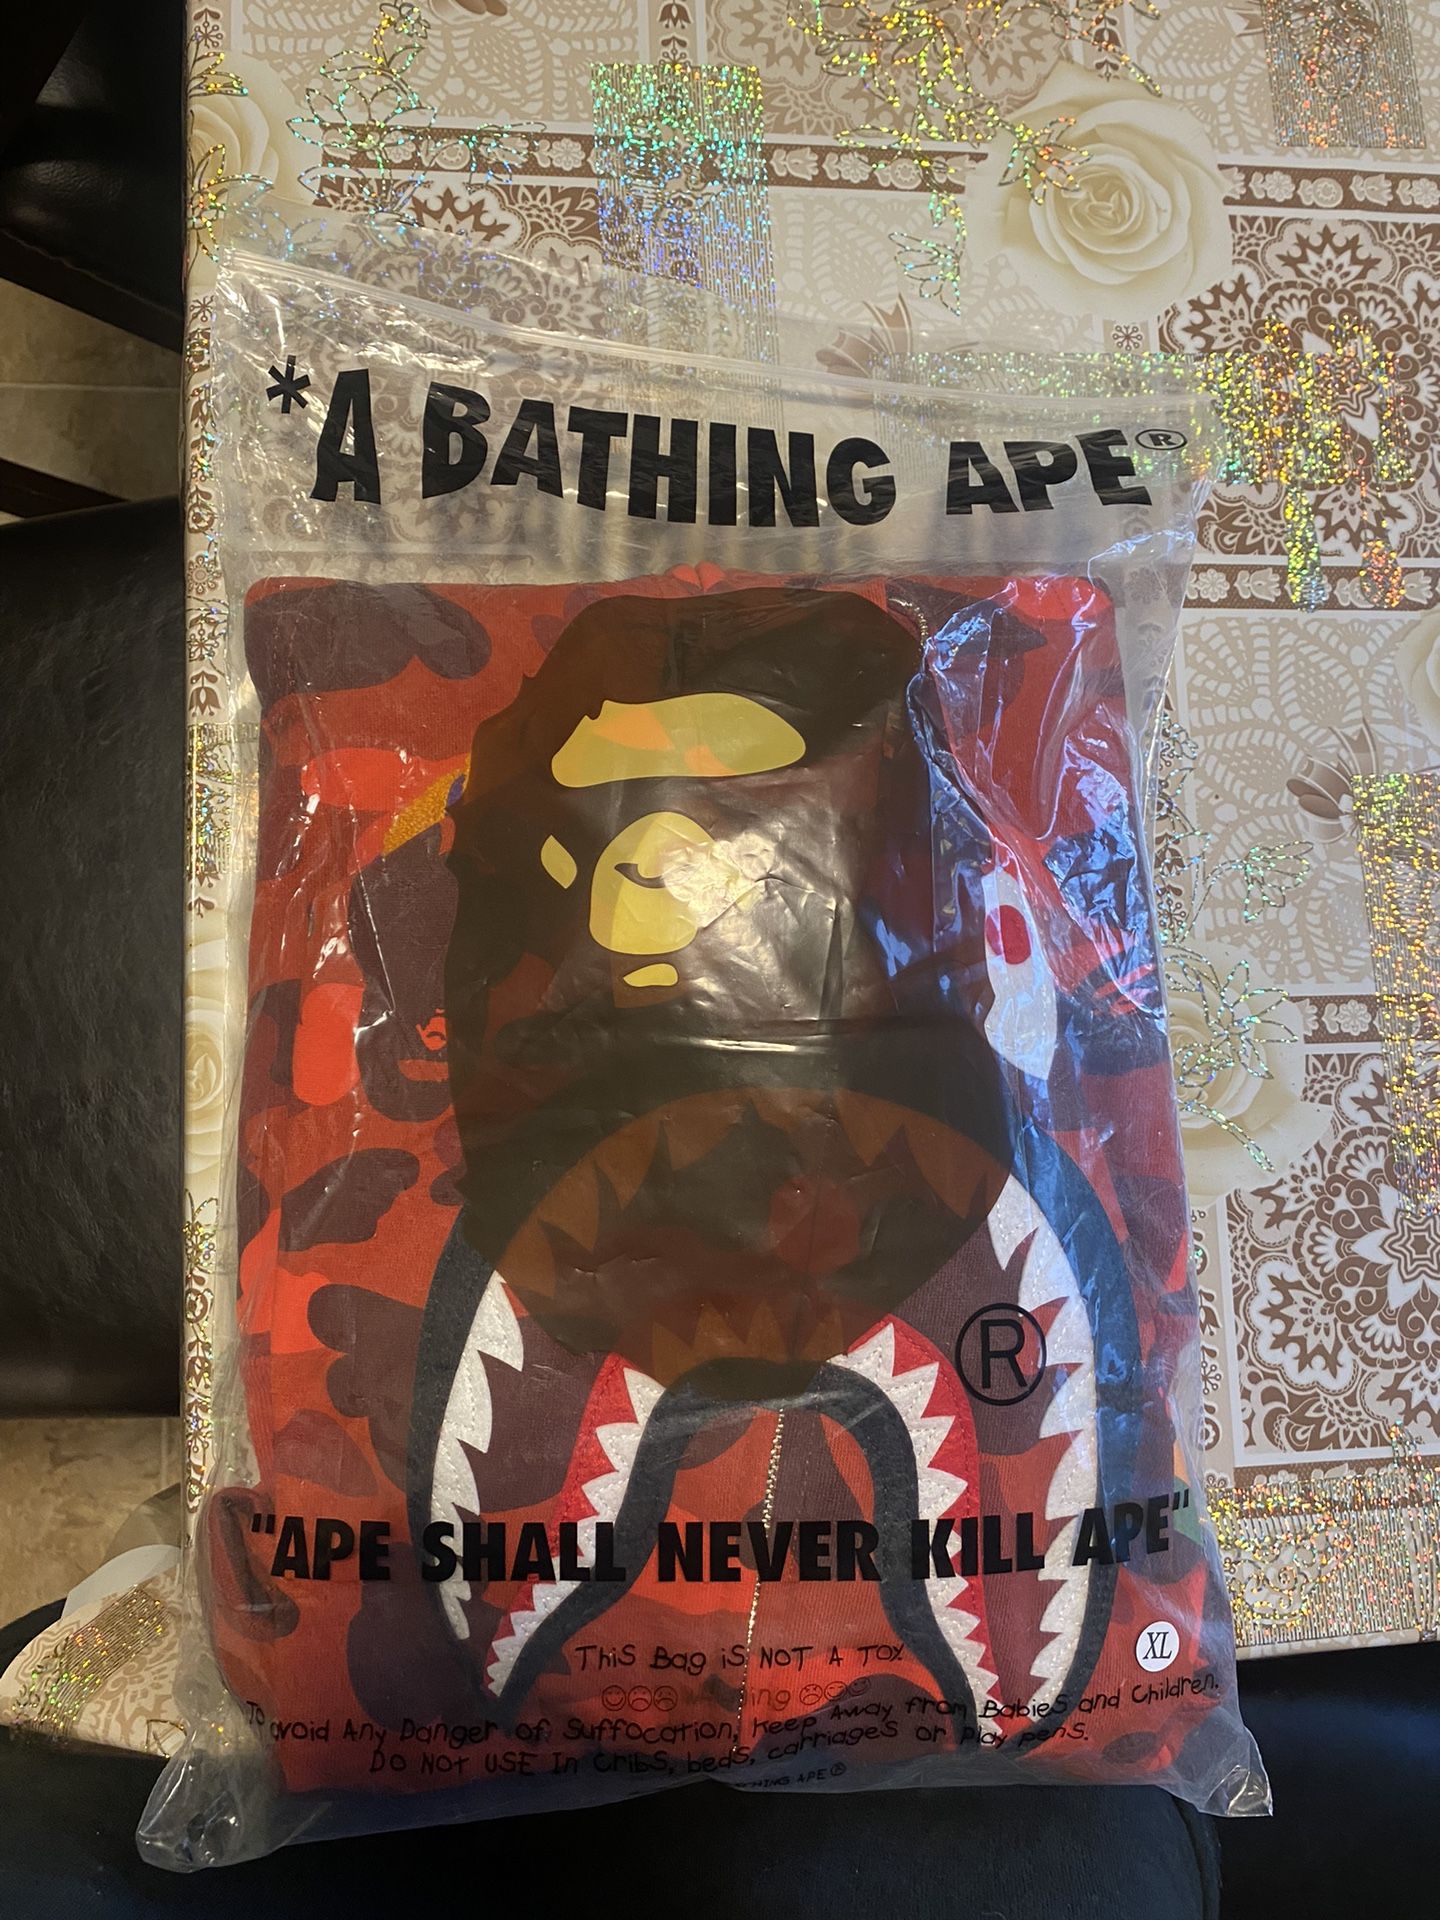 *A BATHING APE®
®
"APE SHALL NEVER KILL APE"
XL
THiS Bag iS NOT A TOY
To avoid Any Danger of Suffocation, Keep Away from Babies and Children.
Do NOT USE In CribS, bedS, carriageS or Play pens.
APE®